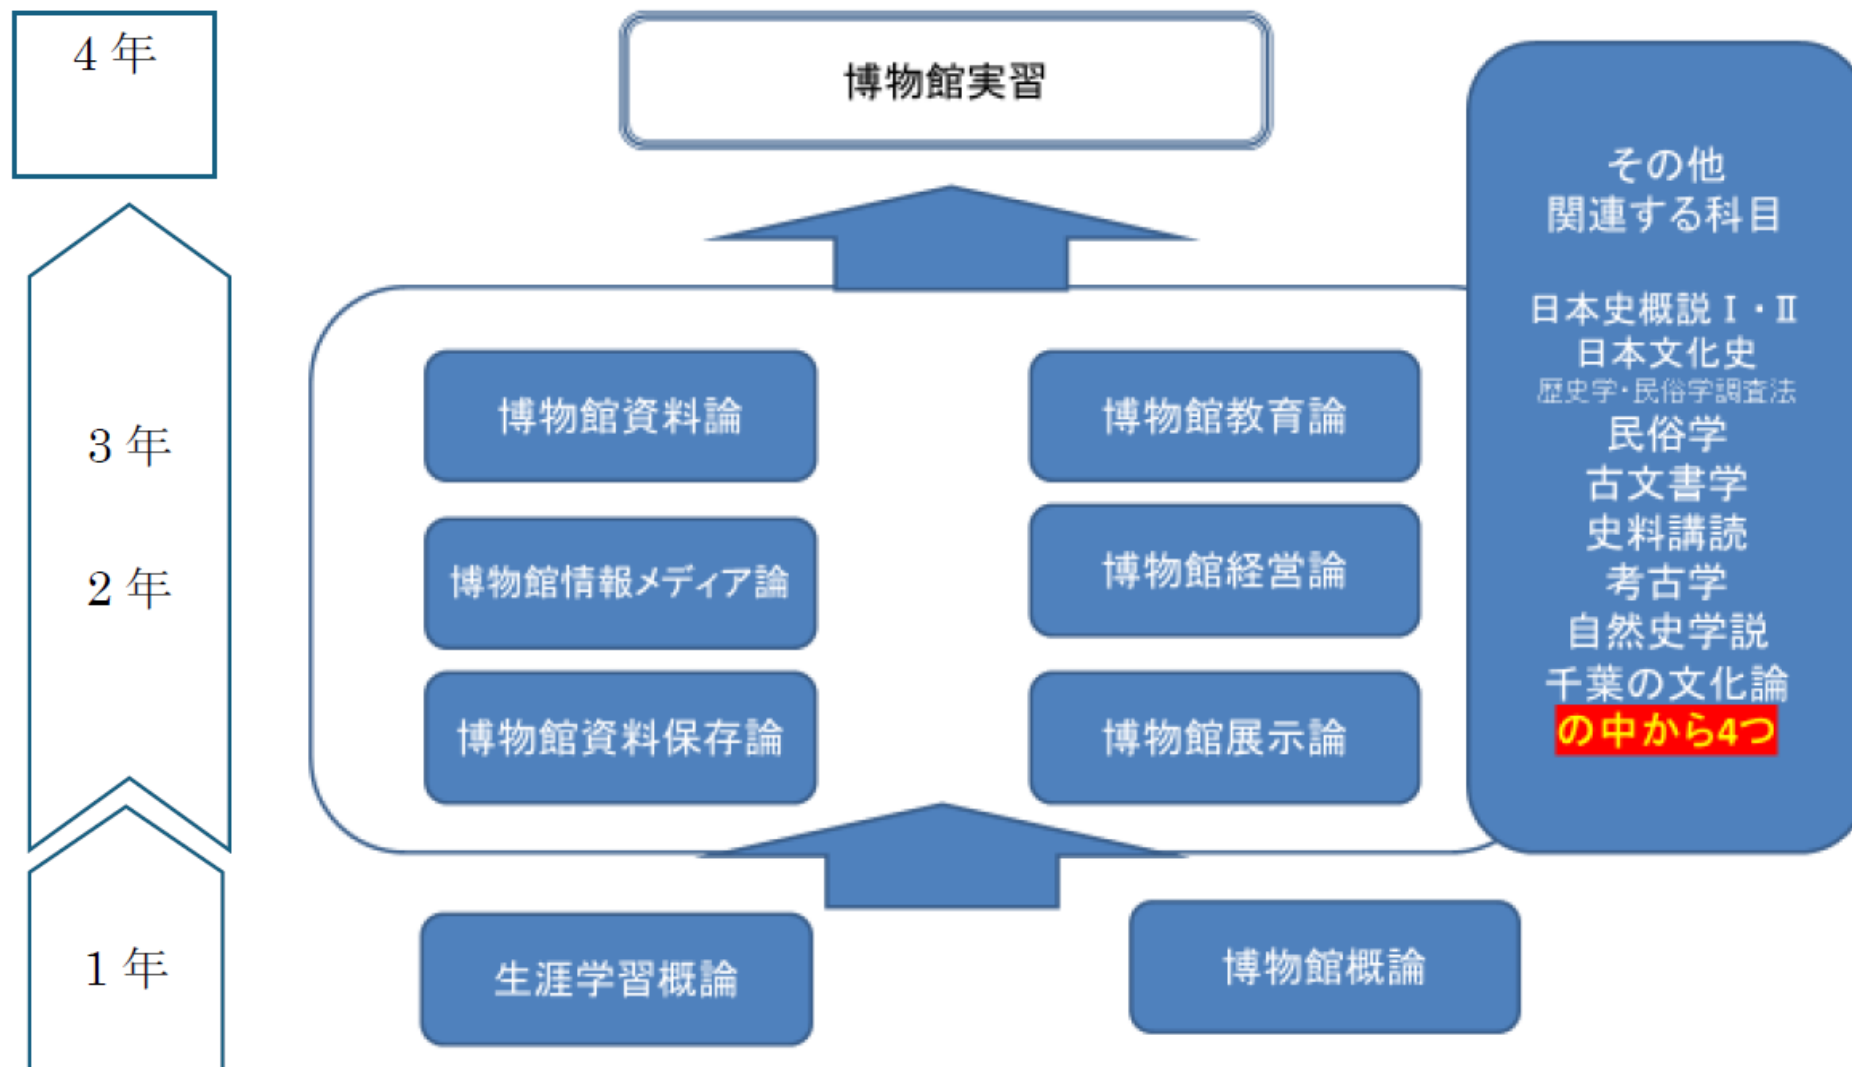 4年
博物館実習
その他
関連する科目
日本史概説Ⅰ・Ⅱ
日本文化史
歴史学・民俗学調査法
民俗学
古文書学
史料講読
考古学
自然史学説
千葉の文化論
の中から4つ
3年
2年
博物館資料論
博物館教育論
博物館情報メディア論
博物館経営論
博物館資料保存論
博物館展示論
1年
生涯学習概論
博物館概論